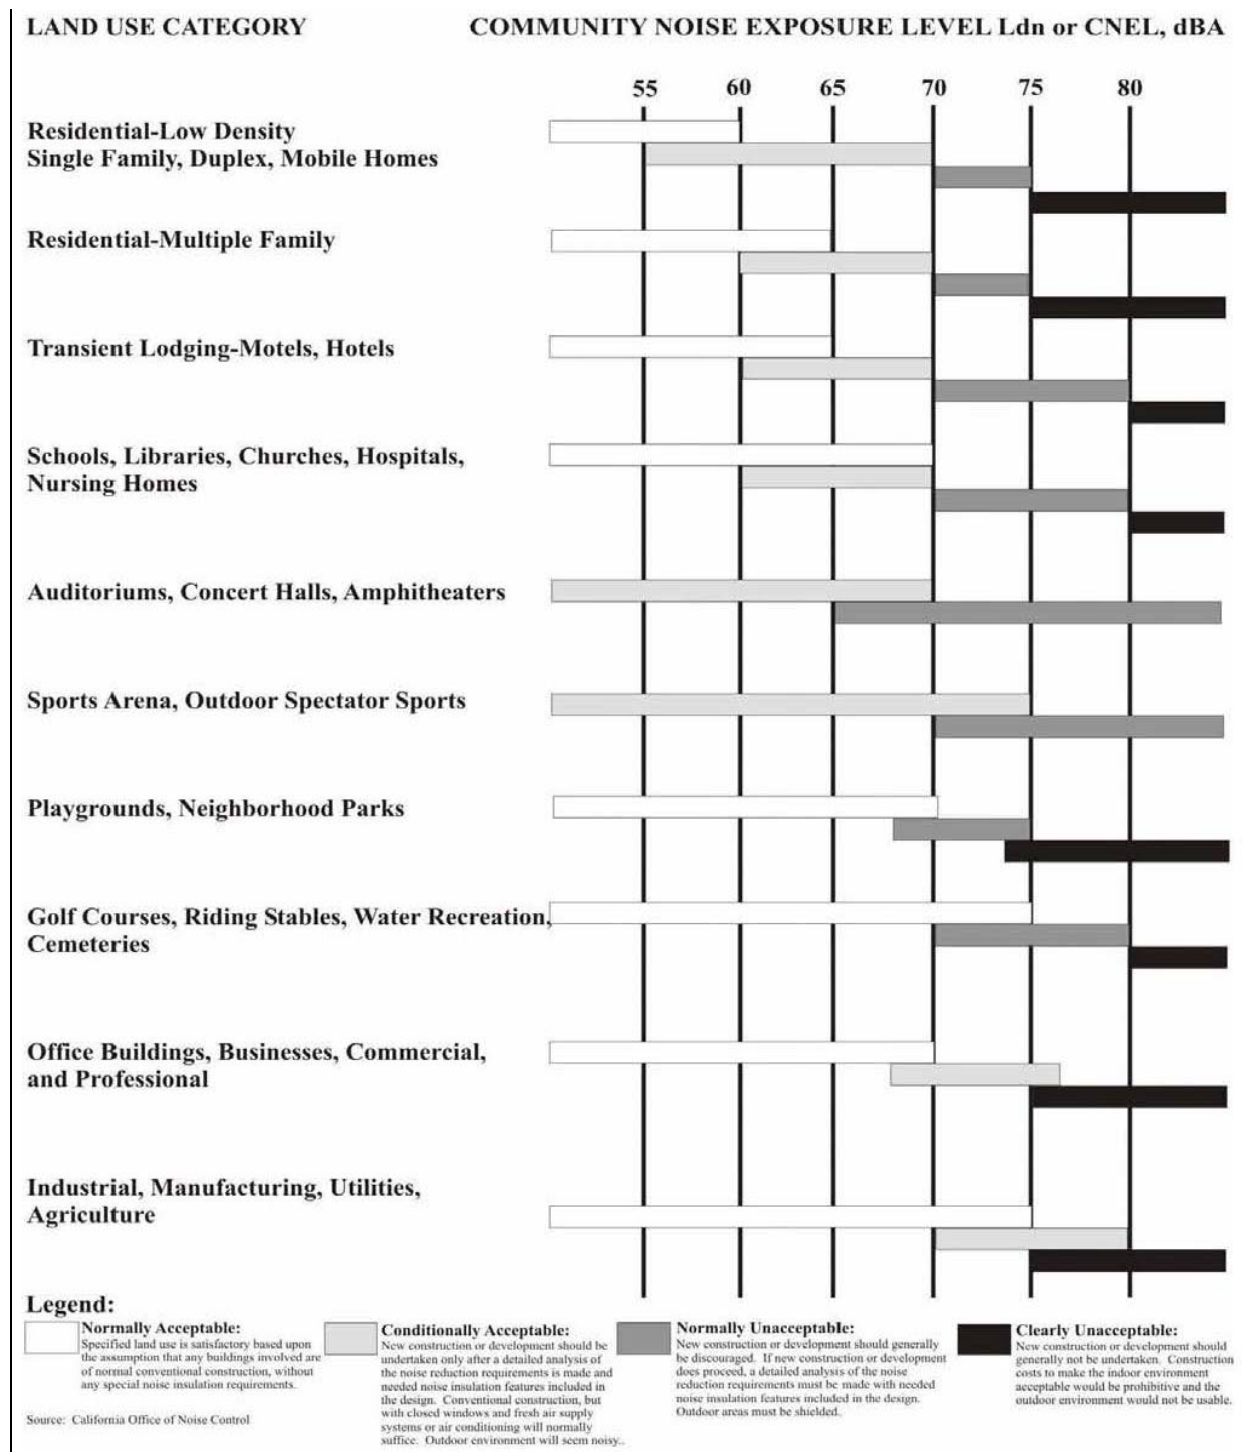 LAND USE CATEGORY COMMUNITY NOISE EXPOSURE LEVEL Ldn or CNEL, dBA
55 60 65 70 75 80
Residential-Low Density
Single Family, Duplex, Mobile Homes
Residential-Multiple Family
Transient Lodging-Motels, Hotels
Schools, Libraries, Churches, Hospitals,
Nursing Homes
Auditoriums, Concert Halls, Amphitheaters
Sports Arena, Outdoor Spectator Sports
Playgrounds, Neighborhood Parks
Golf Courses, Riding Stables, Water Recreation,
Cemeteries
Office Buildings, Businesses, Commercial,
and Professional
Industrial, Manufacturing, Utilities,
Agriculture
Legend:
Normally Acceptable:
Specified land use is satisfactory based upon
the assumption that any buildings involved are
of normal conventional construction, without
any special noise insulation requirements.
Conditionally Acceptable:
New construction or development should be
undertaken only after a detailed analysis of
the noise reduction requirements is made and
needed noise insulation features included in
the design. Conventional construction, but
with closed windows and fresh air supply
systems or air conditioning will normally
suffice. Outdoor environment will seem noisy..
Normally Unacceptable:
New construction or development should generally
be discouraged. If new construction or development
does proceed, a detailed analysis of the noise
reduction requirements must be made with needed
noise insulation features included in the design.
Outdoor areas must be shielded.
Clearly Unacceptable:
New construction or development should
generally not be undertaken. Construction
costs to make the indoor environment
acceptable would be prohibitive and the
outdoor environment would not be usable.
Source: California Office of Noise Control